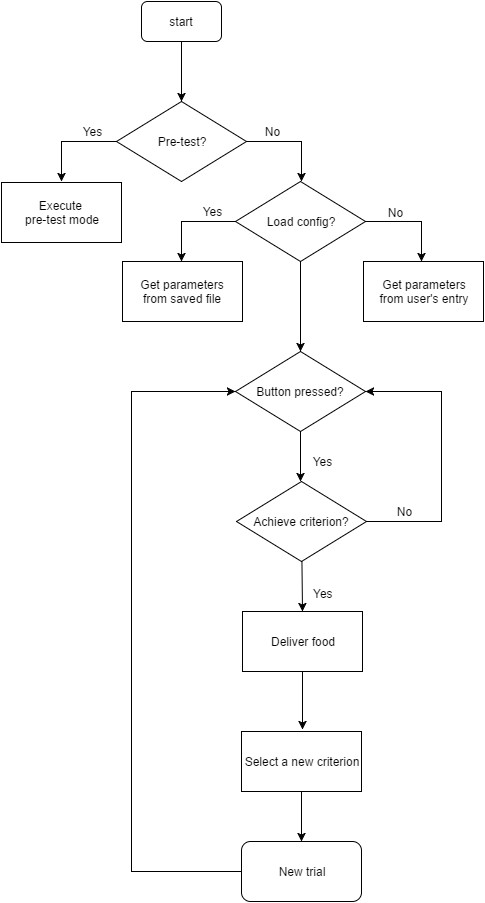 start
Pre-test?
Yes
No
Execute
pre-test mode
Load config?
Yes
No
Get parameters
from saved file
Get parameters
from user's entry
Button pressed?
Yes
Achieve criterion?
No
Yes
Deliver food
Select a new criterion
New trial